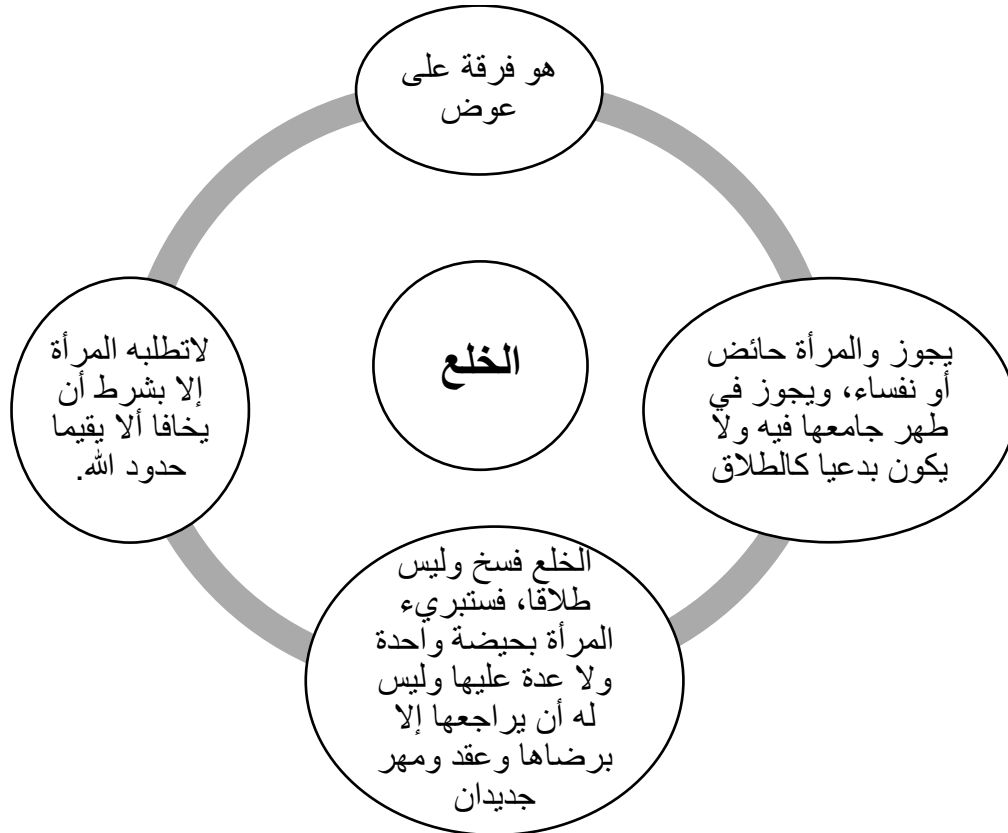 هو فرقة على
عوض
الخلع
يجوز والمرأة حائض
أو نفساء، ويجوز في
طهر جامعها فيه ولا
يكون بدعيا كالطلاق
الخلع فسخ وليس
طلاقا، فستبريء
المرأة بحيضة واحدة
ولا عدة عليها وليس
له أن يراجعها إلا
برضاها وعقد ومهر
جديدان
لاتطلبه المرأة
إلا بشرط أن
يخافا ألا يقيما
حدود الله.